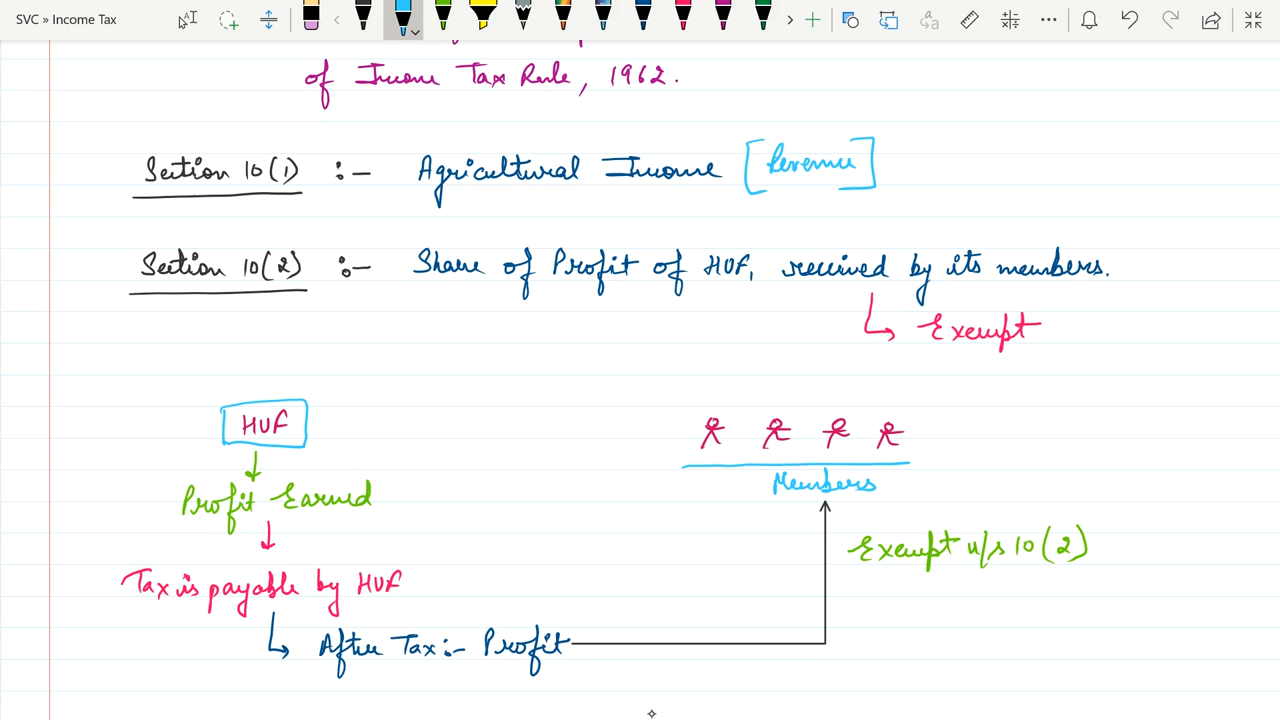 SVC » Income Tax
of Income Tax Rule, 1962.
Section 10(1) :- Agricultural Income [Revenue]
Section 10(2) :- Share of Profit of HUF, received by its members.
Exempt
HUF
Members
Profit Earned
Exempt u/s 10(2)
Tax is payable by HUF
After Tax :- Profit